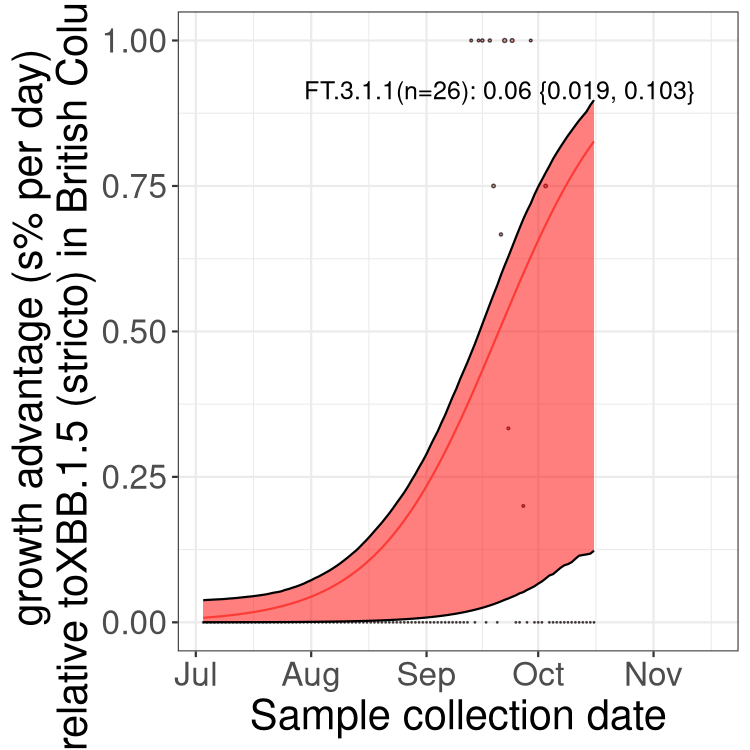 growth advantage (s% per day)
relative toXBB.1.5 (stricto) in British Colu
1.00
0.75
0.50
0.25
0.00
FT.3.1.1(n=26): 0.06 {0.019, 0.103}
Jul Aug Sep Oct Nov
Sample collection date